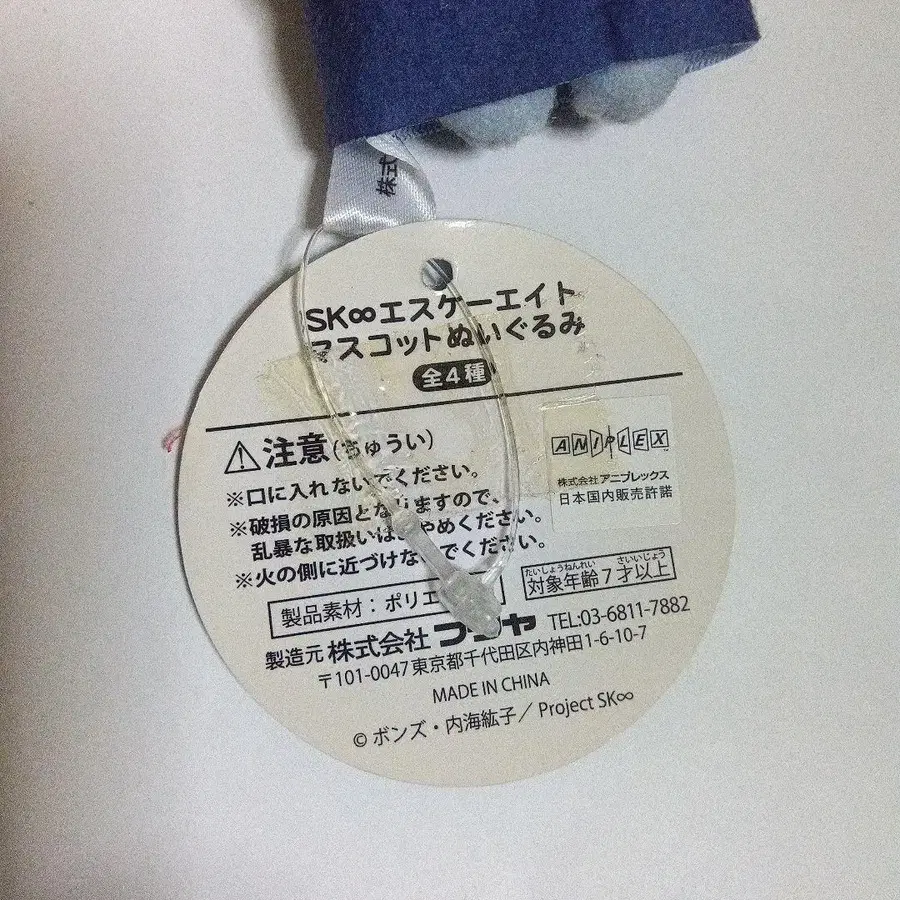 株式
SK∞エスケーエイト
マスコットぬいぐるみ
全4種
⚠注意(ちゅうい)
※口に入れないでください。
※破損の原因となりますので、
乱暴な取扱いはおやめください。
※火の側に近づけないでください。
ANIPLEX
株式会社アニプレックス
日本国内販売許諾
たいしょうねんれい さいいじょう
対象年齢7才以上
製品素材:ポリエ
製造元 株式会社 フジヤ TEL:03-6811-7882
〒101-0047 東京都千代田区内神田1-6-10-7
MADE IN CHINA
© ボンズ・内海紘子/Project SK∞